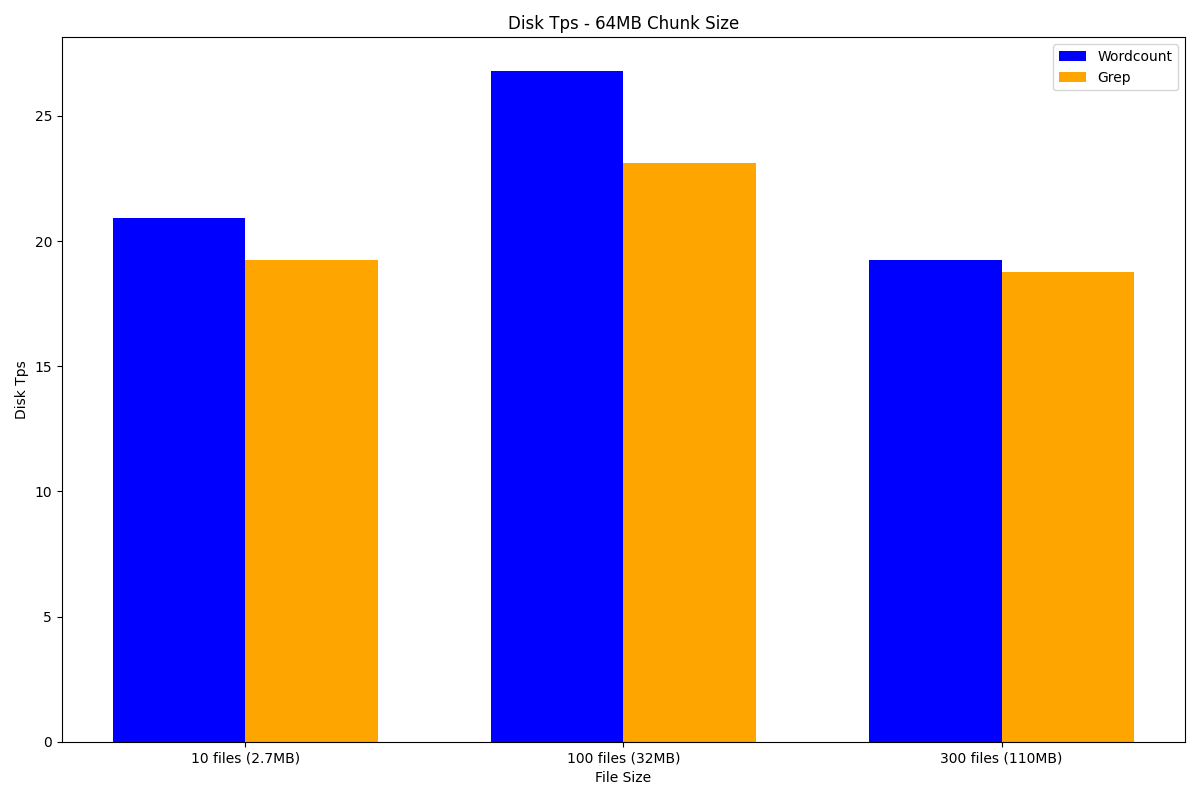 Disk Tps - 64MB Chunk Size
Wordcount
Grep
Disk Tps
25
20
15
10
5
0
10 files (2.7MB)
100 files (32MB)
300 files (110MB)
File Size